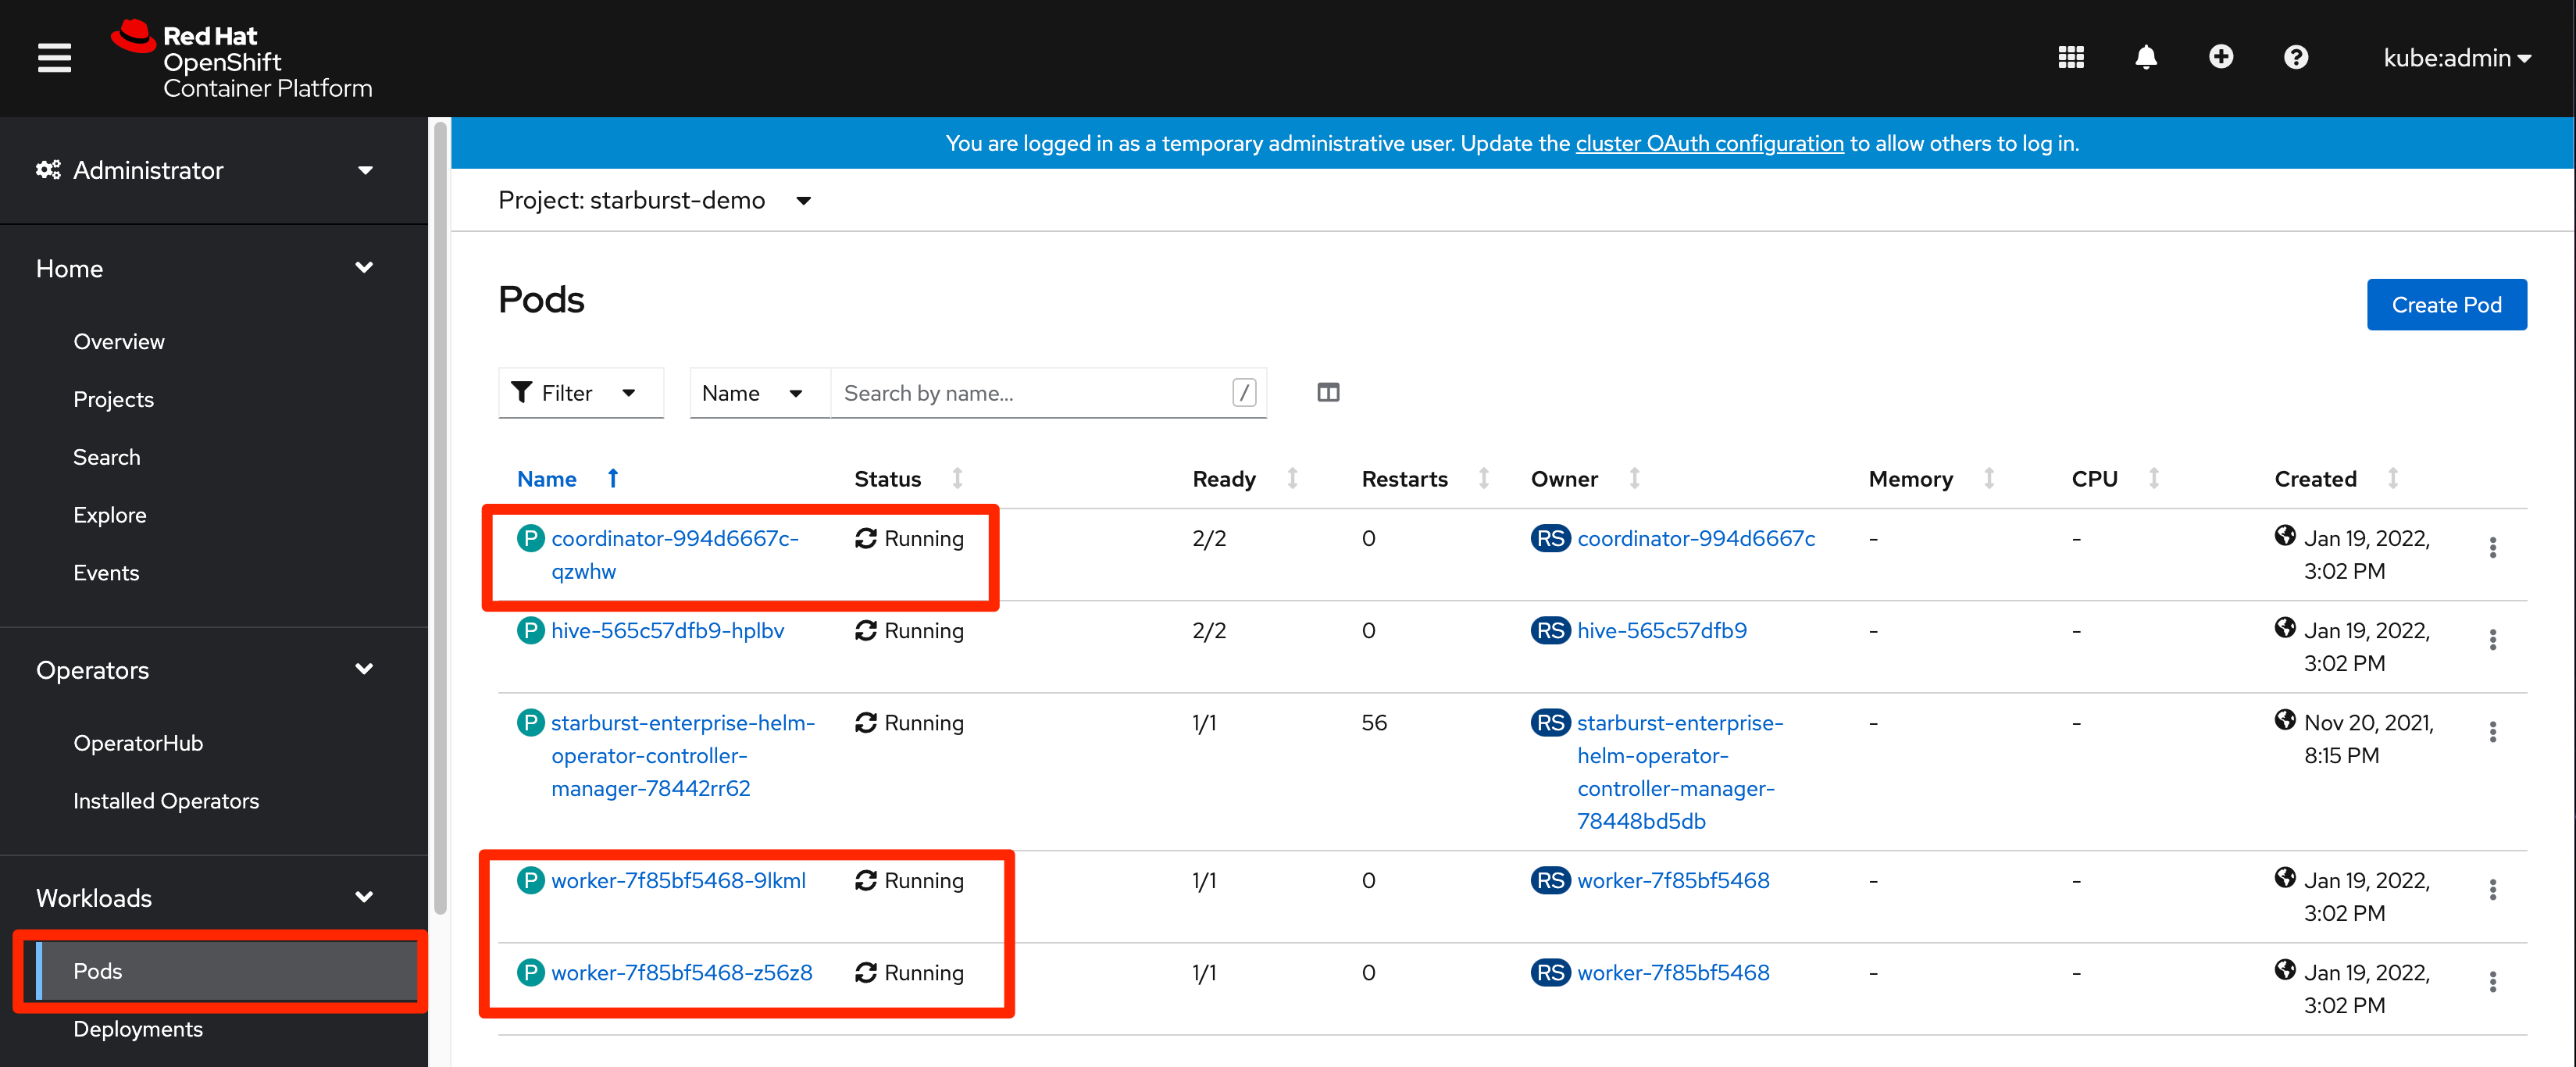 Red Hat
OpenShift
Container Platform
kube:admin
Administrator
You are logged in as a temporary administrative user. Update the cluster OAuth configuration to allow others to log in.
Project: starburst-demo
Home
Overview
Projects
Search
Explore
Events
Operators
OperatorHub
Installed Operators
Workloads
Pods
Deployments
Pods
Create Pod
Filter
Name
Search by name...
/
Name Status Ready Restarts Owner Memory CPU Created
P coordinator-994d6667c- Running 2/2 0 RS coordinator-994d6667c - - Jan 19, 2022,
qzwhw 3:02 PM
P hive-565c57dfb9-hplbv Running 2/2 0 RS hive-565c57dfb9 - - Jan 19, 2022,
3:02 PM
P starburst-enterprise-helm- Running 1/1 56 RS starburst-enterprise- - - Nov 20, 2021,
operator-controller- helm-operator- 8:15 PM
manager-78442rr62 controller-manager-
78448bd5db
P worker-7f85bf5468-9lkml Running 1/1 0 RS worker-7f85bf5468 - - Jan 19, 2022,
3:02 PM
P worker-7f85bf5468-z56z8 Running 1/1 0 RS worker-7f85bf5468 - - Jan 19, 2022,
3:02 PM